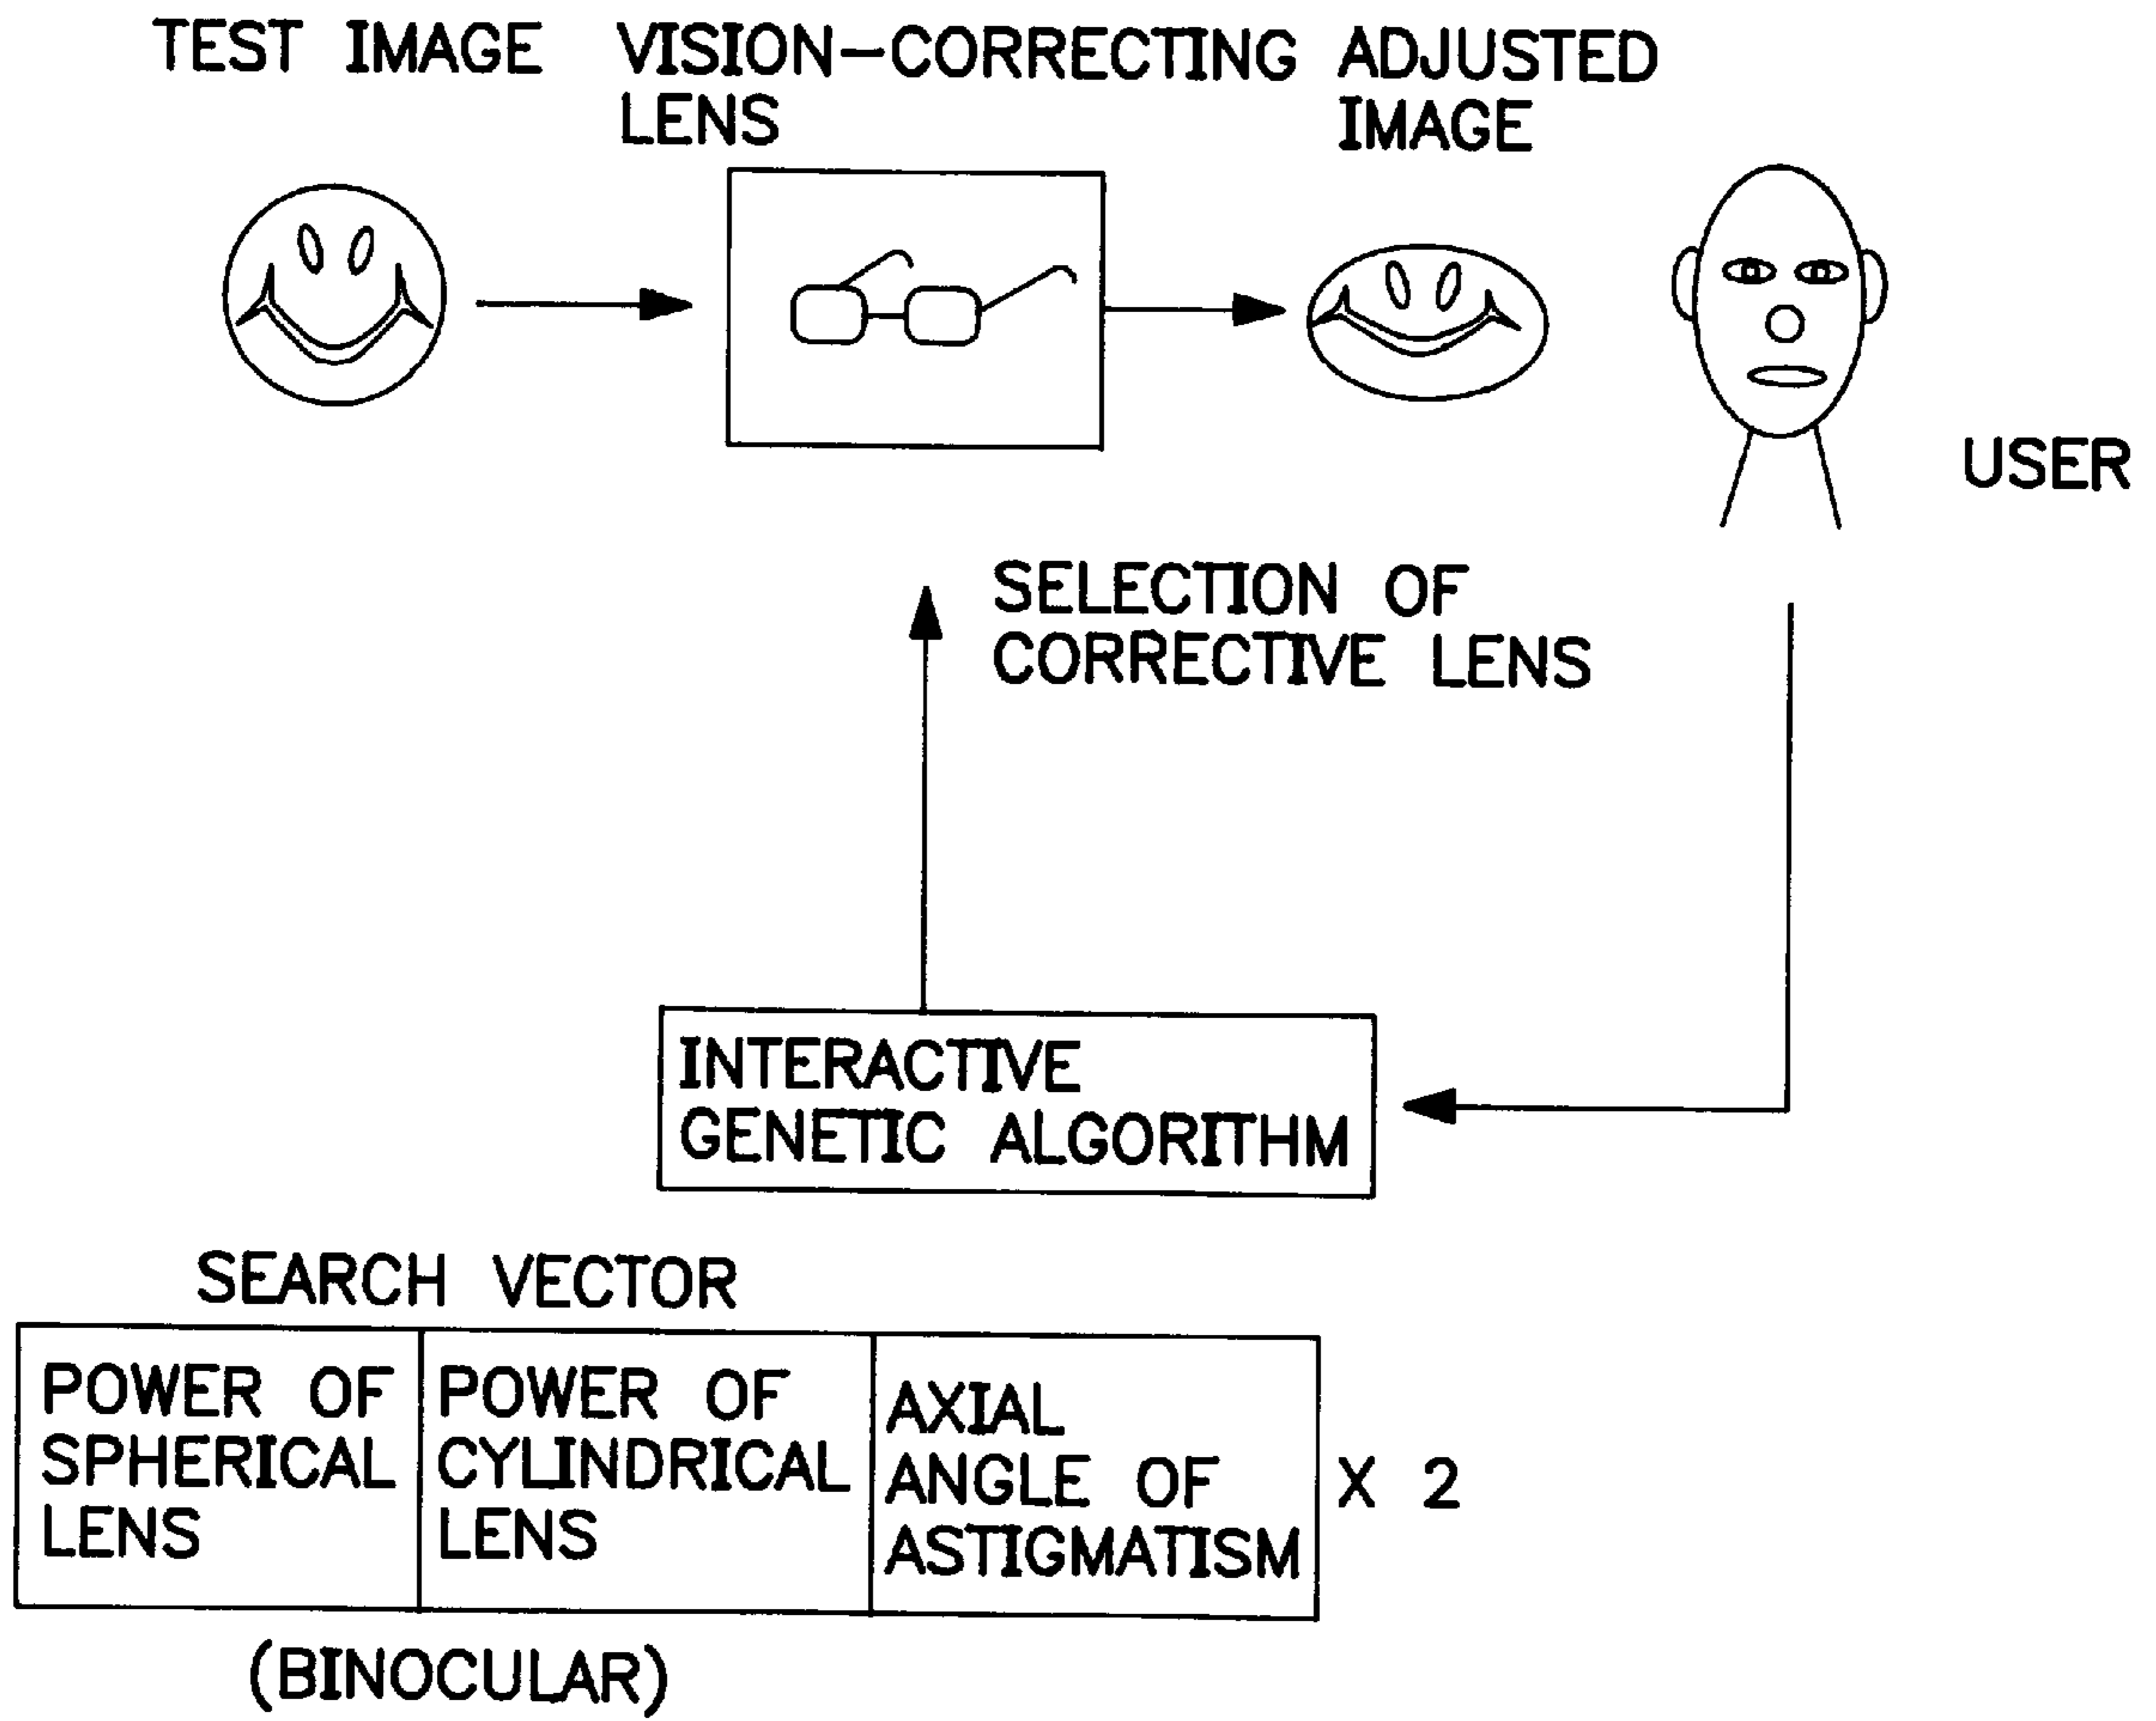 TEST IMAGE
VISION-CORRECTING
LENS
ADJUSTED
IMAGE
USER
SELECTION OF
CORRECTIVE LENS
INTERACTIVE
GENETIC ALGORITHM
SEARCH VECTOR
POWER OF
SPHERICAL
LENS
POWER OF
CYLINDRICAL
LENS
AXIAL
ANGLE OF
ASTIGMATISM
X 2
(BINOCULAR)